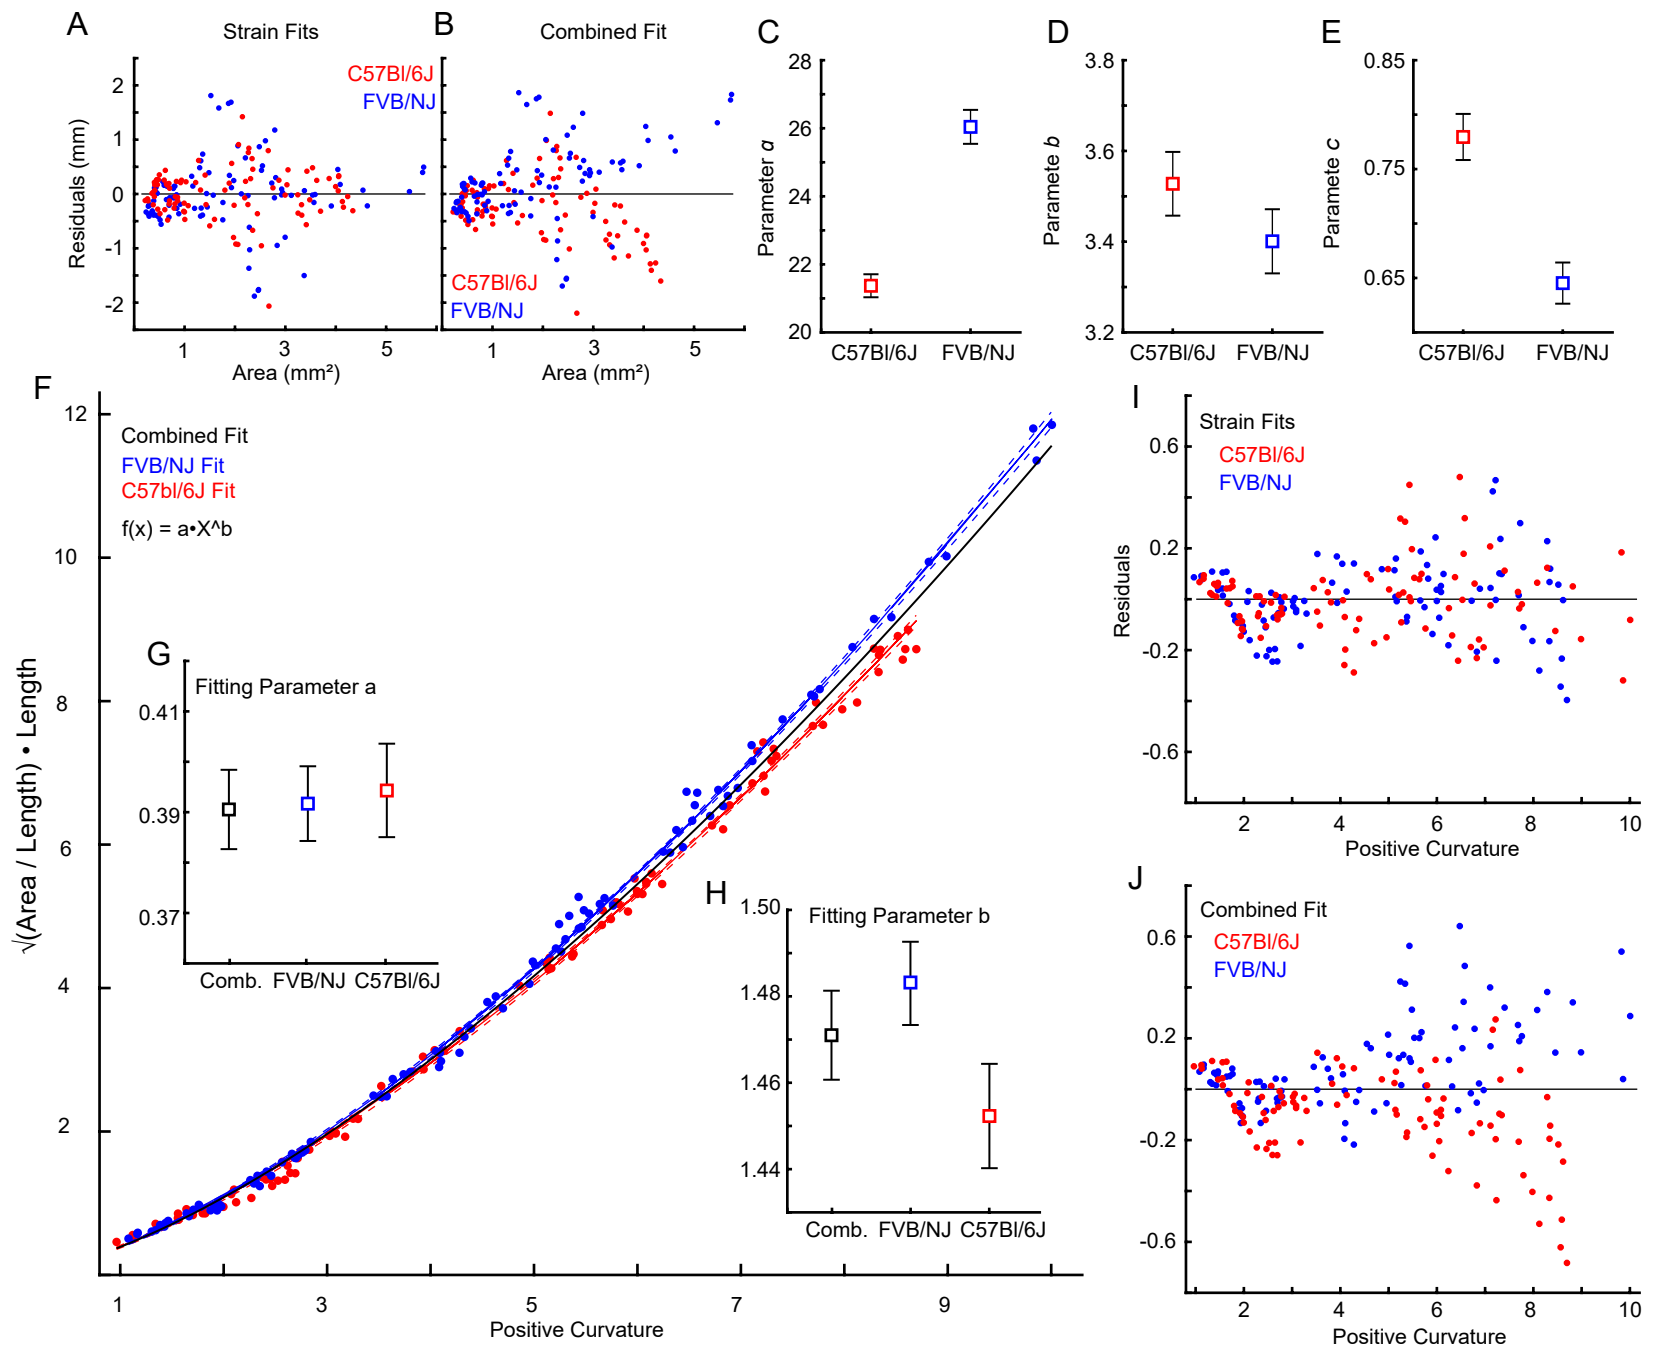 A
Strain Fits
C57Bl/6J
FVB/NJ
Residuals (mm)
2
1
0
-1
-2
1
3
5
Area (mm²)
B
Combined Fit
C57Bl/6J
FVB/NJ
1
3
5
Area (mm²)
C
Parameter a
28
26
24
22
20
C57Bl/6J
FVB/NJ
D
Paramete b
3.8
3.6
3.4
3.2
C57Bl/6J
FVB/NJ
E
Paramete c
0.85
0.75
0.65
C57Bl/6J
FVB/NJ
F
√(Area / Length) • Length
12
10
8
6
4
2
Combined Fit
FVB/NJ Fit
C57bl/6J Fit
f(x) = a•X^b
1
3
5
7
9
Positive Curvature
G
Fitting Parameter a
0.41
0.39
0.37
Comb.
FVB/NJ
C57Bl/6J
H
Fitting Parameter b
1.50
1.48
1.46
1.44
Comb.
FVB/NJ
C57Bl/6J
I
Strain Fits
C57Bl/6J
FVB/NJ
Residuals
0.6
0.2
-0.2
-0.6
2
4
6
8
10
Positive Curvature
J
Combined Fit
C57Bl/6J
FVB/NJ
0.6
0.2
-0.2
-0.6
2
4
6
8
10
Positive Curvature